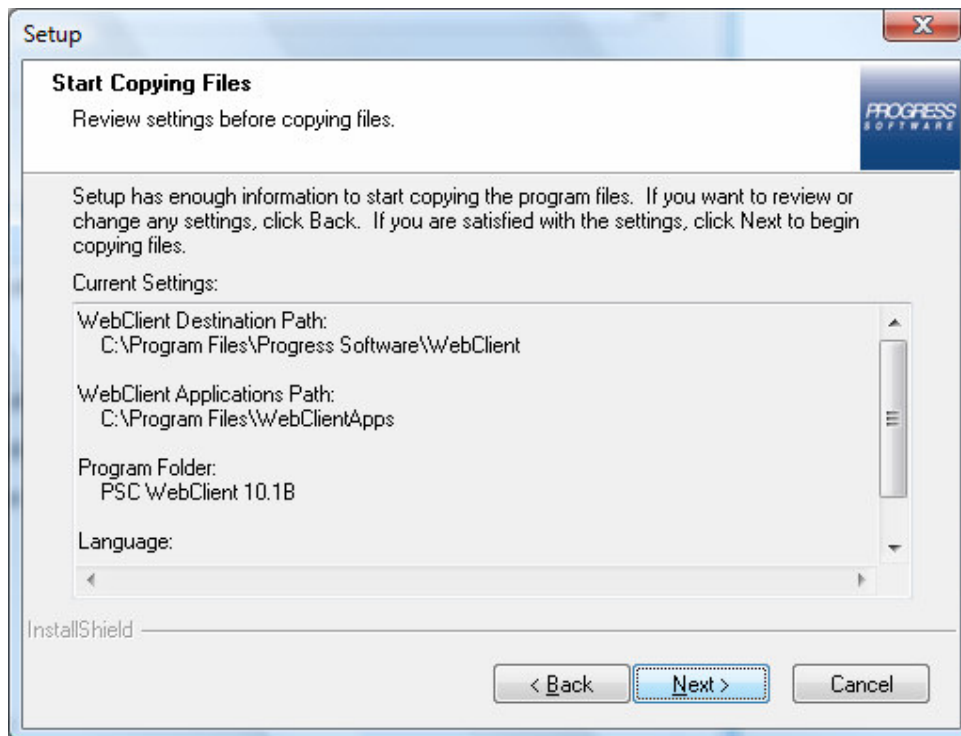 Setup
Start Copying Files
Review settings before copying files.
PROGRESS
SOFTWARE
Setup has enough information to start copying the program files.  If you want to review or
change any settings, click Back.  If you are satisfied with the settings, click Next to begin
copying files.
Current Settings:
WebClient Destination Path:
C:\Program Files\Progress Software\WebClient
WebClient Applications Path:
C:\Program Files\WebClientApps
Program Folder:
PSC WebClient 10.1B
Language:
InstallShield
< Back
Next >
Cancel